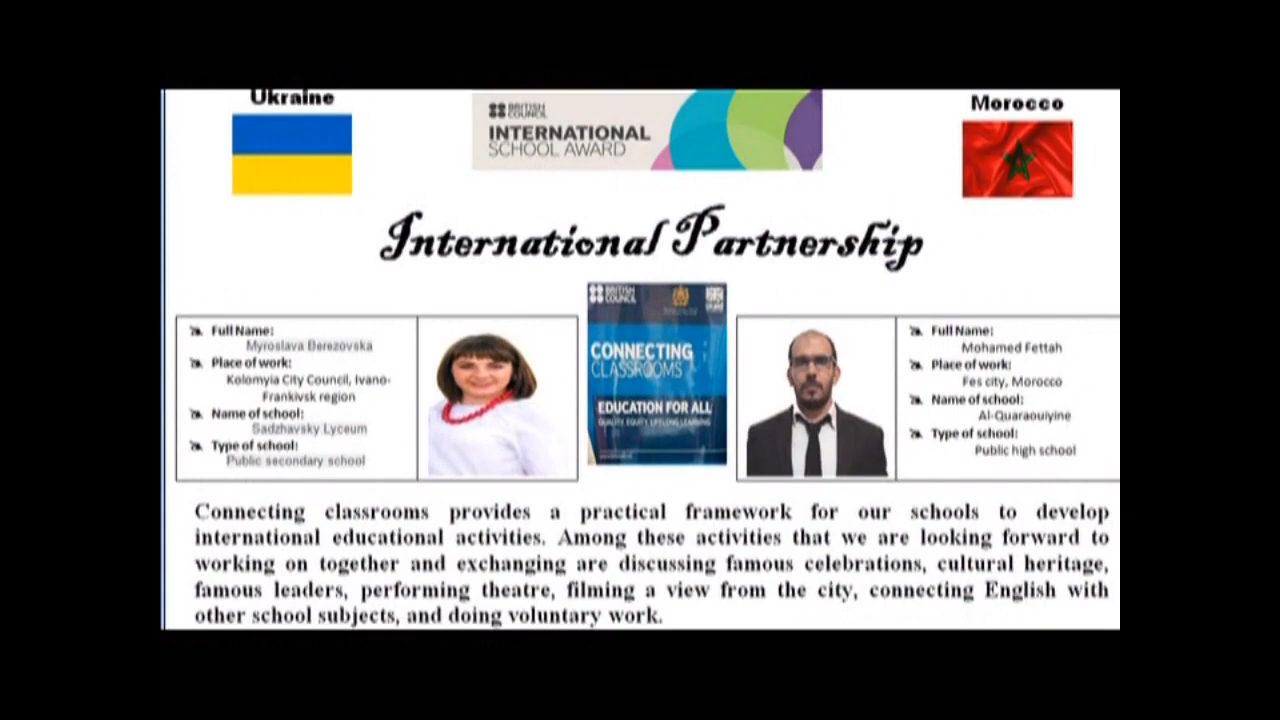 Ukraine
BRITISH COUNCIL
INTERNATIONAL
SCHOOL AWARD
Morocco
International Partnership
Full Name:
Myroslava Berezovska
Place of work:
Kolomyia City Council, Ivano-
Frankivsk region
Name of school:
Sadzhavsky Lyceum
Type of school:
Public secondary school
BRITISH
COUNCIL
CONNECTING
CLASSROOMS
EDUCATION FOR ALL
QUALITY, EQUITY, LIFELONG LEARNING
Full Name:
Mohamed Fettah
Place of work:
Fes city, Morocco
Name of school:
Al-Quaraouiyine
Type of school:
Public high school
Connecting classrooms provides a practical framework for our schools to develop
international educational activities. Among these activities that we are looking forward to
working on together and exchanging are discussing famous celebrations, cultural heritage,
famous leaders, performing theatre, filming a view from the city, connecting English with
other school subjects, and doing voluntary work.